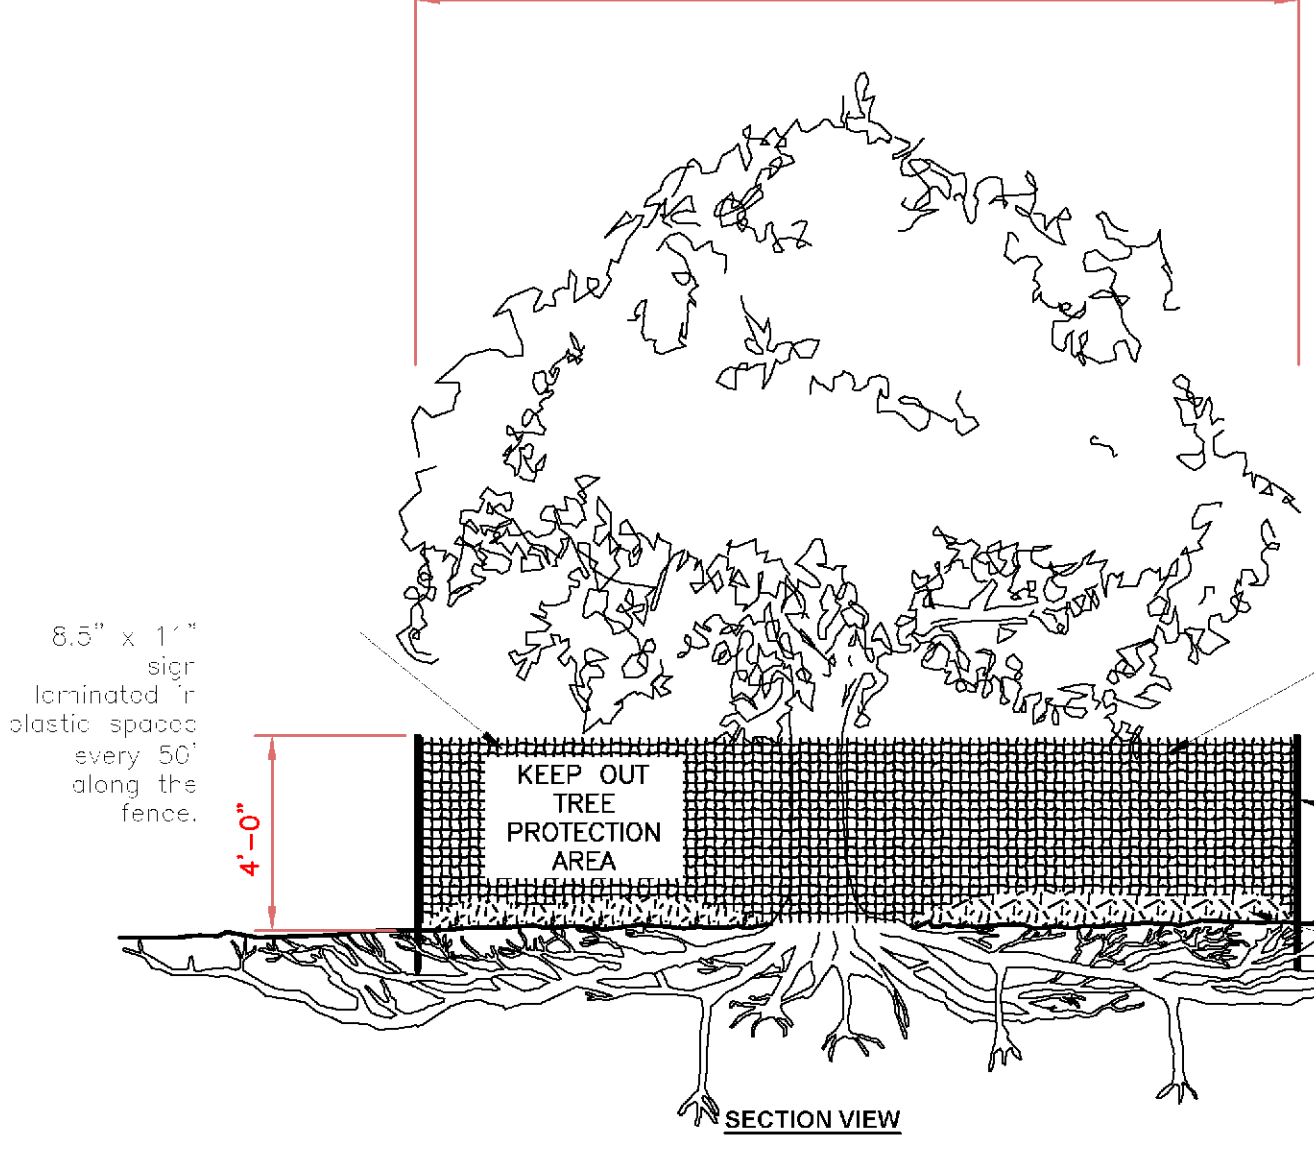 8.5" x 11"
sign
laminated in
plastic spaced
every 50'
along the
fence.
4'-0"
KEEP OUT
TREE
PROTECTION
AREA
SECTION VIEW